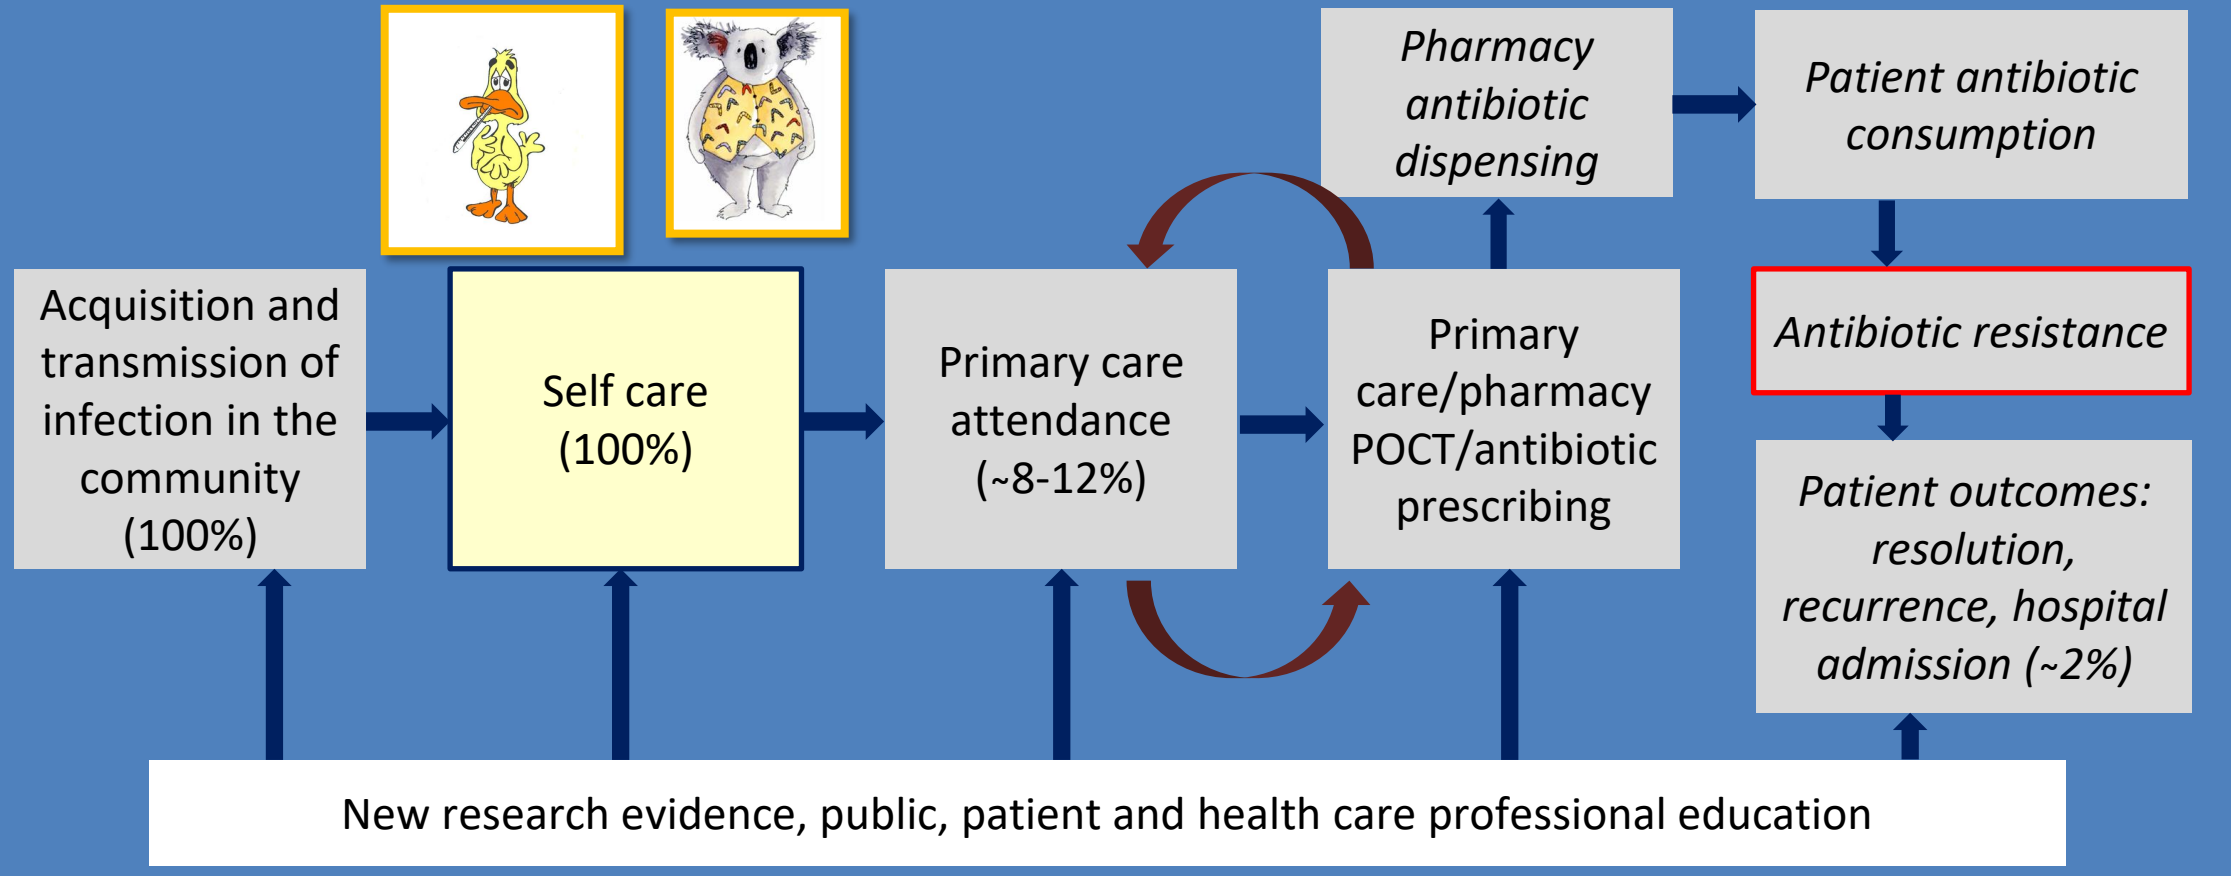 Acquisition and
transmission of
infection in the
community
(100%)
Self care
(100%)
Primary care
attendance
(~8-12%)
Primary
care/pharmacy
POCT/antibiotic
prescribing
Pharmacy
antibiotic
dispensing
Patient antibiotic
consumption
Antibiotic resistance
Patient outcomes:
resolution,
recurrence, hospital
admission (~2%)
New research evidence, public, patient and health care professional education